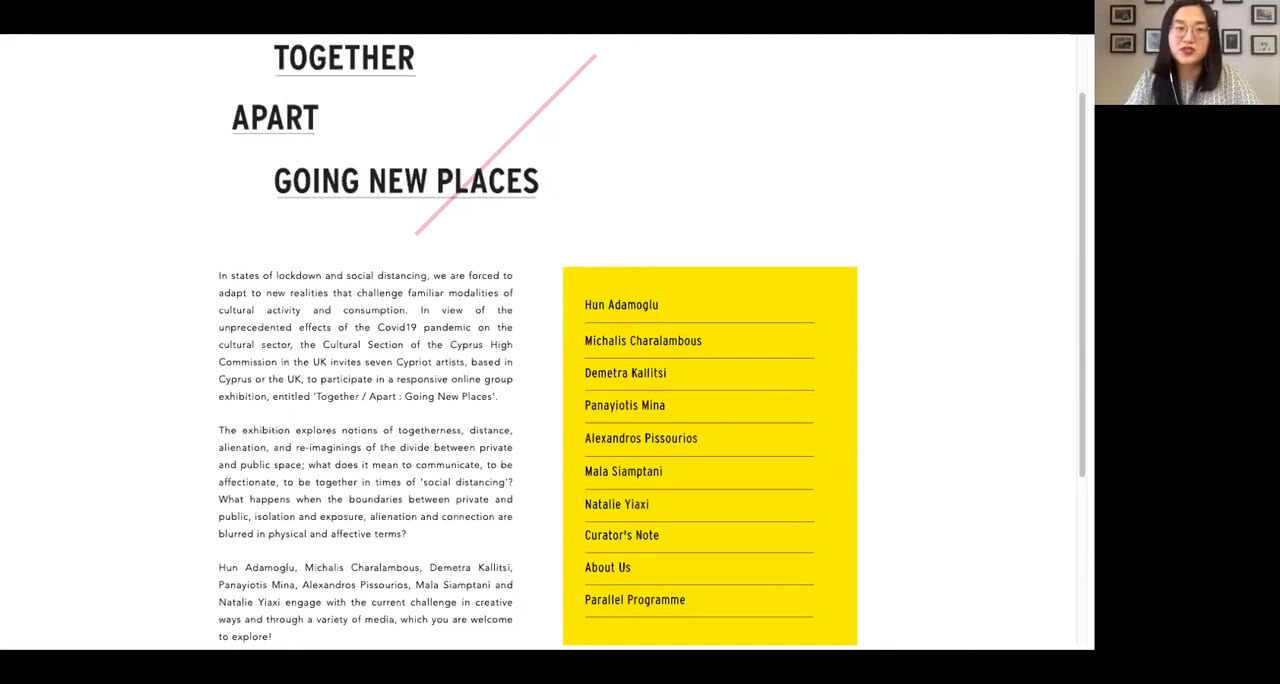 TOGETHER
APART
GOING NEW PLACES
In states of lockdown and social distancing, we are forced to
adapt to new realities that challenge familiar modalities of
cultural activity and consumption. In view of the
unprecedented effects of the Covid19 pandemic on the
cultural sector, the Cultural Section of the Cyprus High
Commission in the UK invites seven Cypriot artists, based in
Cyprus or the UK, to participate in a responsive online group
exhibition, entitled ‘Together / Apart : Going New Places’.
The exhibition explores notions of togetherness, distance,
alienation, and re-imaginings of the divide between private
and public space; what does it mean to communicate, to be
affectionate, to be together in times of ‘social distancing’?
What happens when the boundaries between private and
public, isolation and exposure, alienation and connection are
blurred in physical and affective terms?
Hun Adamoglu, Michalis Charalambous, Demetra Kallitsi,
Panayiotis Mina, Alexandros Pissourios, Mala Siamptani and
Natalie Yiaxi engage with the current challenge in creative
ways and through a variety of media, which you are welcome
to explore!
Hun Adamoglu
Michalis Charalambous
Demetra Kallitsi
Panayiotis Mina
Alexandros Pissourios
Mala Siamptani
Natalie Yiaxi
Curator's Note
About Us
Parallel Programme